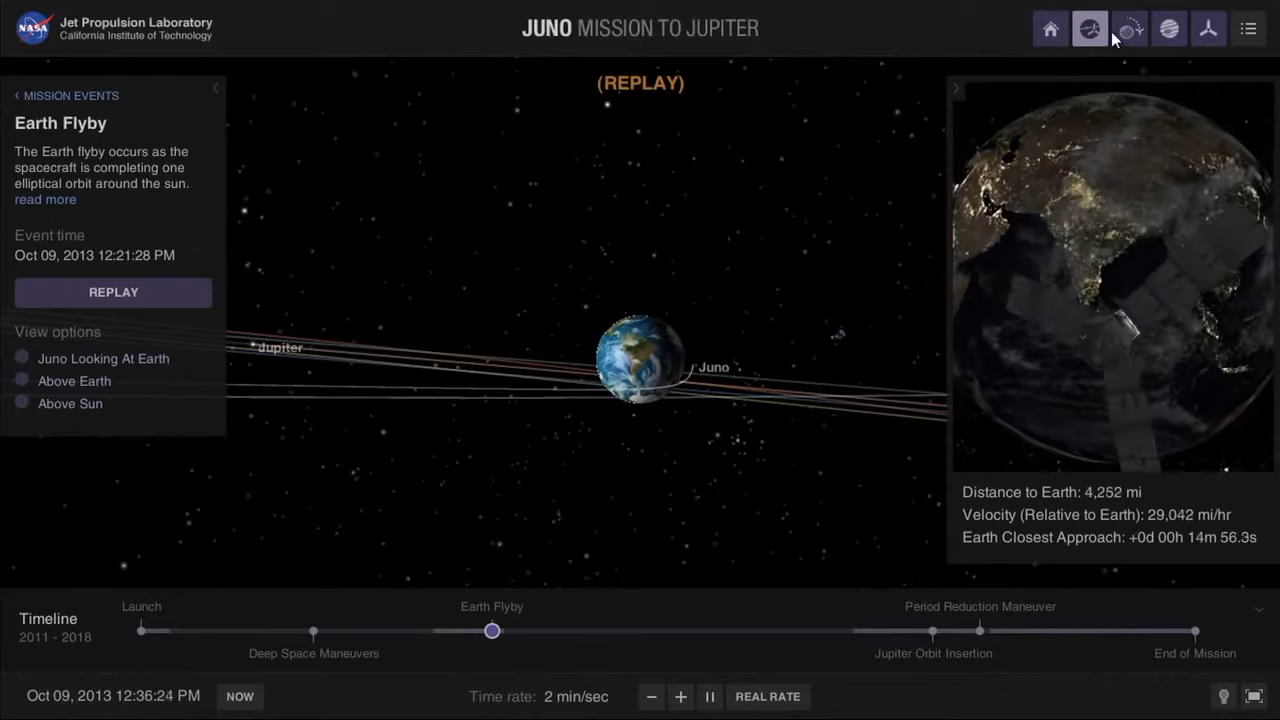 NASA
Jet Propulsion Laboratory
California Institute of Technology
JUNO MISSION TO JUPITER
(REPLAY)
‹ MISSION EVENTS
Earth Flyby
The Earth flyby occurs as the
spacecraft is completing one
elliptical orbit around the sun.
read more
Event time
Oct 09, 2013 12:21:28 PM
REPLAY
View options
Juno Looking At Earth
Above Earth
Above Sun
Jupiter
Juno
Distance to Earth: 4,252 mi
Velocity (Relative to Earth): 29,042 mi/hr
Earth Closest Approach: +0d 00h 14m 56.3s
Timeline
2011 - 2018
Launch
Deep Space Maneuvers
Earth Flyby
Jupiter Orbit Insertion
Period Reduction Maneuver
End of Mission
Oct 09, 2013 12:36:24 PM
NOW
Time rate: 2 min/sec
REAL RATE